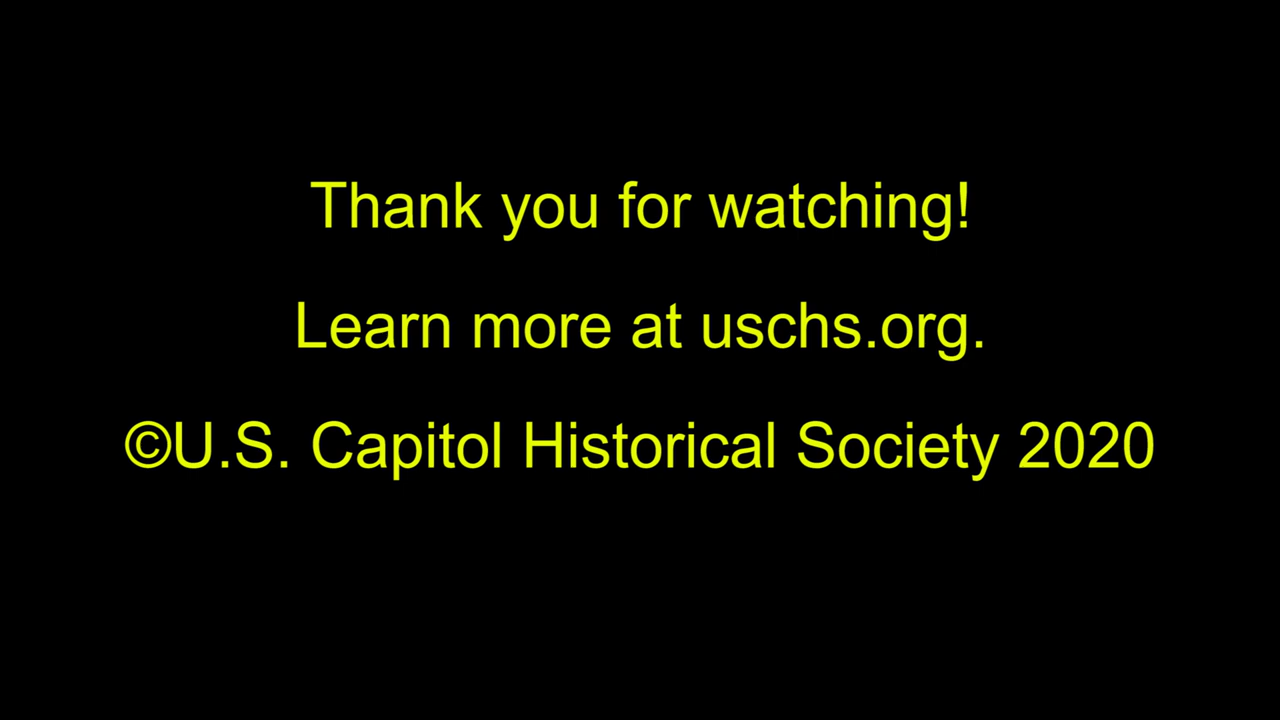 Thank you for watching!
Learn more at uschs.org.
©U.S. Capitol Historical Society 2020